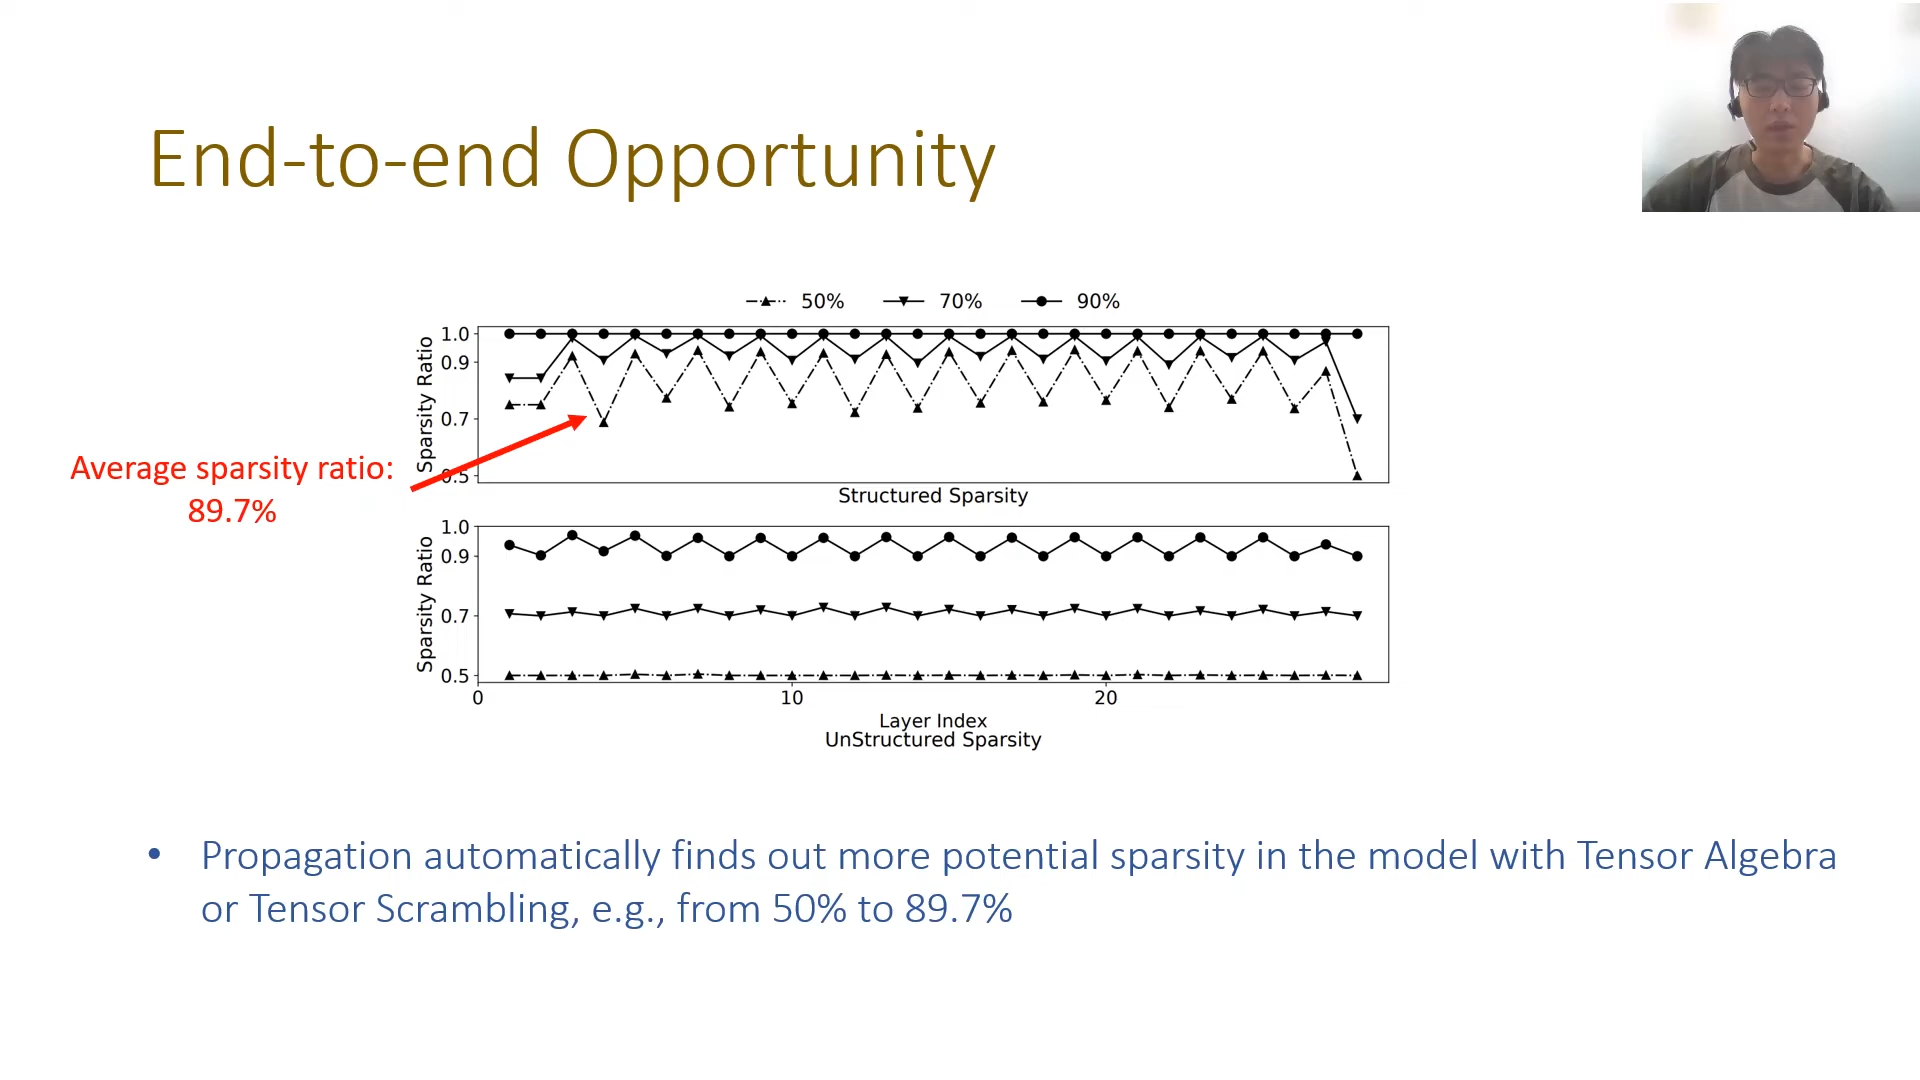 End-to-end Opportunity
50% 70% 90%
1.0
0.9
0.7
0.5
Sparsity Ratio
Structured Sparsity
Average sparsity ratio:
89.7%
1.0
0.9
0.7
0.5
Sparsity Ratio
0 10 20
Layer Index
UnStructured Sparsity
• Propagation automatically finds out more potential sparsity in the model with Tensor Algebra
or Tensor Scrambling, e.g., from 50% to 89.7%